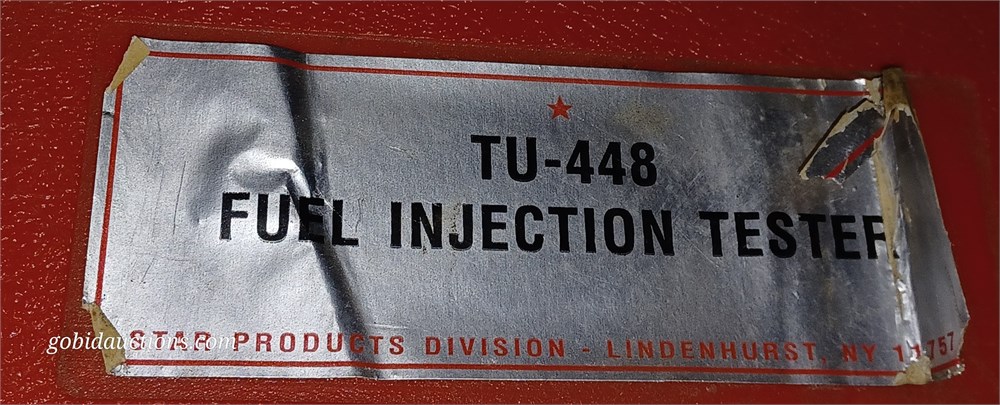 TU-448
FUEL INJECTION TESTER
STAR PRODUCTS DIVISION - LINDENHURST, NY 11757
gobidauctions.com